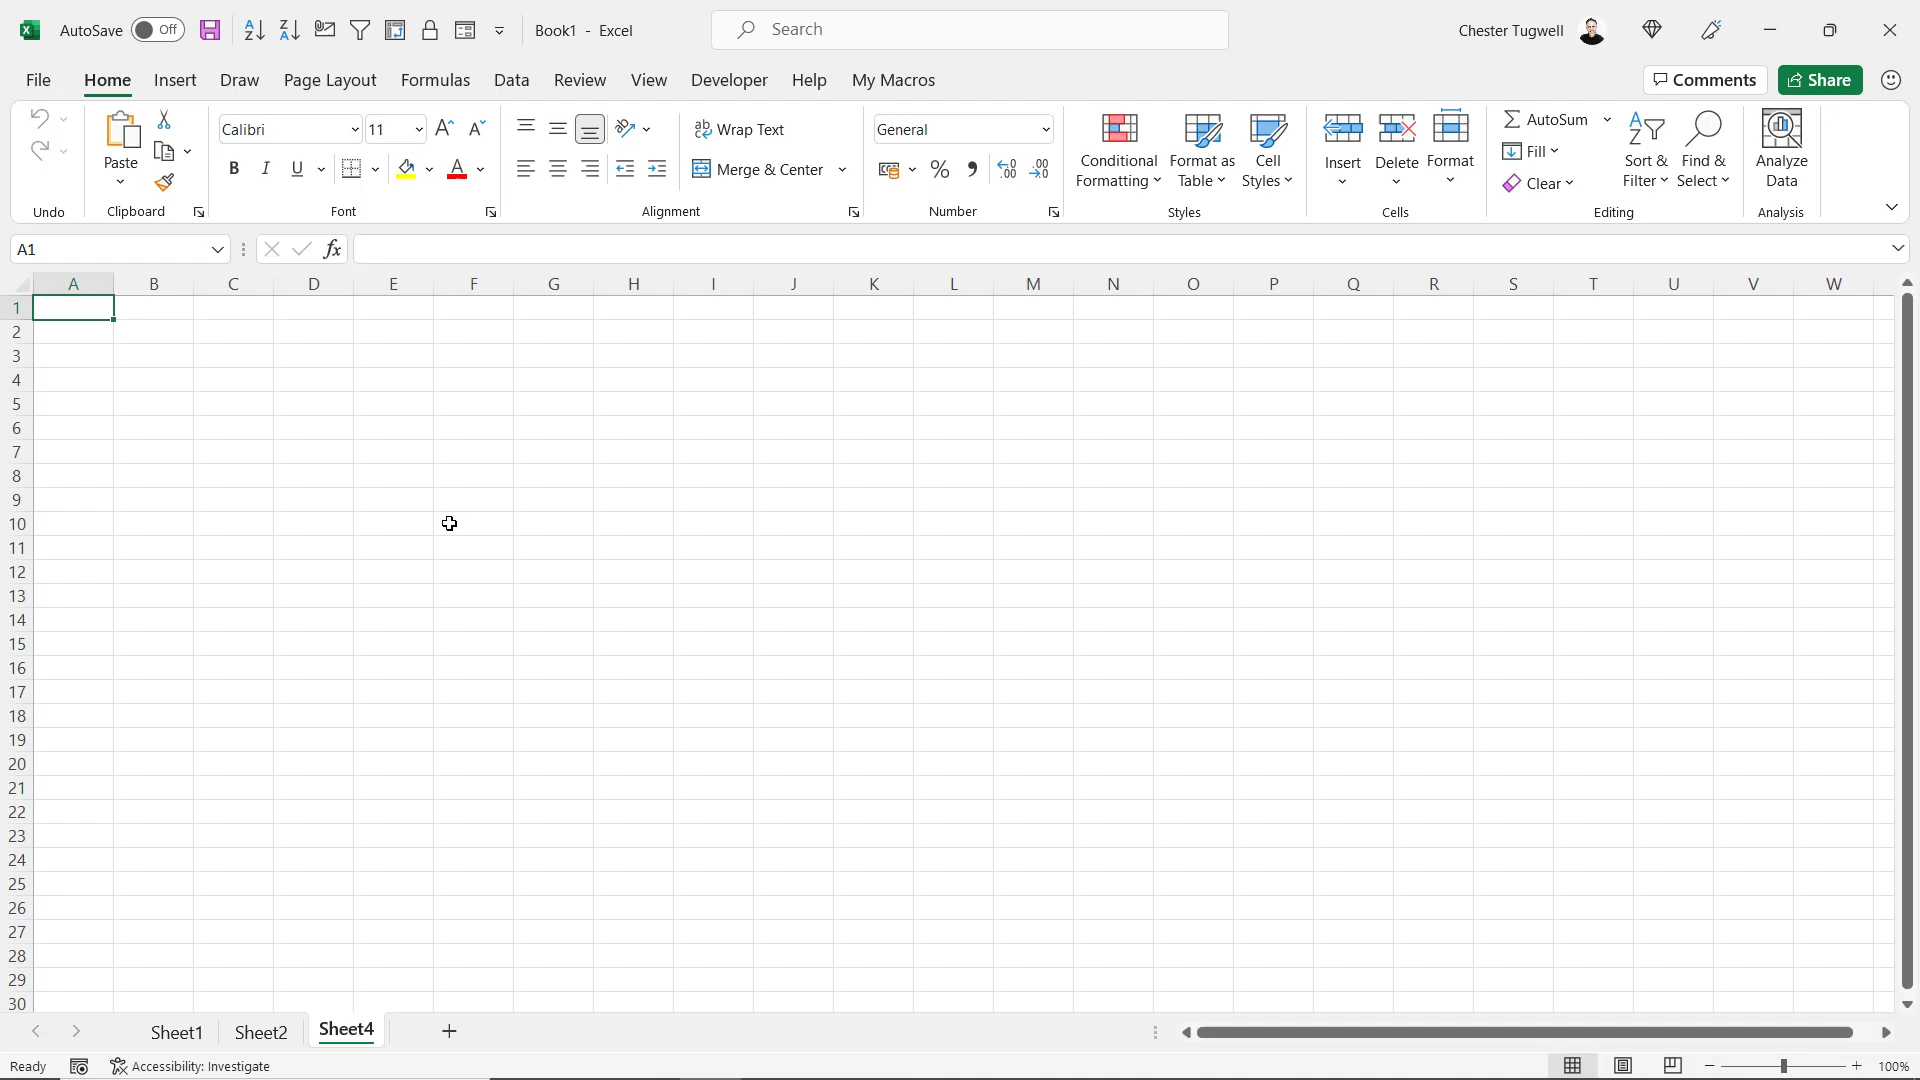 AutoSave Off Book1 - Excel Search Chester Tugwell
File Home Insert Draw Page Layout Formulas Data Review View Developer Help My Macros Comments Share
Paste
Clipboard
Undo
Calibri 11
B I U
Font
Wrap Text
Merge & Center
Alignment
General
Number
Conditional Formatting
Format as Table
Cell Styles
Styles
Insert
Delete
Format
Cells
AutoSum
Fill
Clear
Sort & Filter
Find & Select
Editing
Analyze Data
Analysis
A1 fx
A B C D E F G H I J K L M N O P Q R S T U V W
1
2
3
4
5
6
7
8
9
10
11
12
13
14
15
16
17
18
19
20
21
22
23
24
25
26
27
28
29
30
Sheet1 Sheet2 Sheet4
Ready Accessibility: Investigate 100%